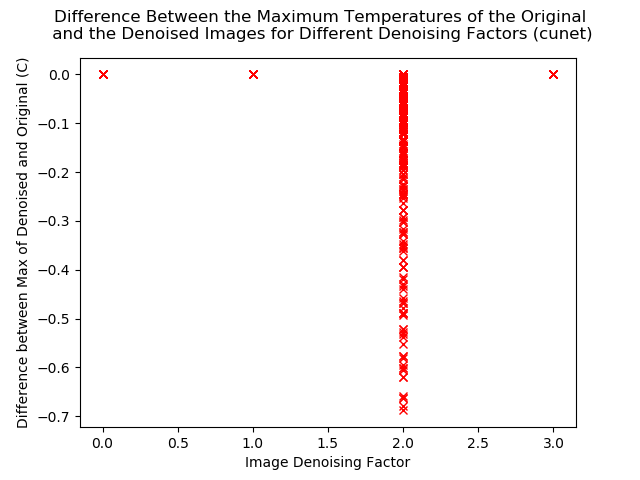 Difference Between the Maximum Temperatures of the Original
and the Denoised Images for Different Denoising Factors (cunet)
Difference between Max of Denoised and Original (C)
0.0
−0.1
−0.2
−0.3
−0.4
−0.5
−0.6
−0.7
0.0 0.5 1.0 1.5 2.0 2.5 3.0
Image Denoising Factor